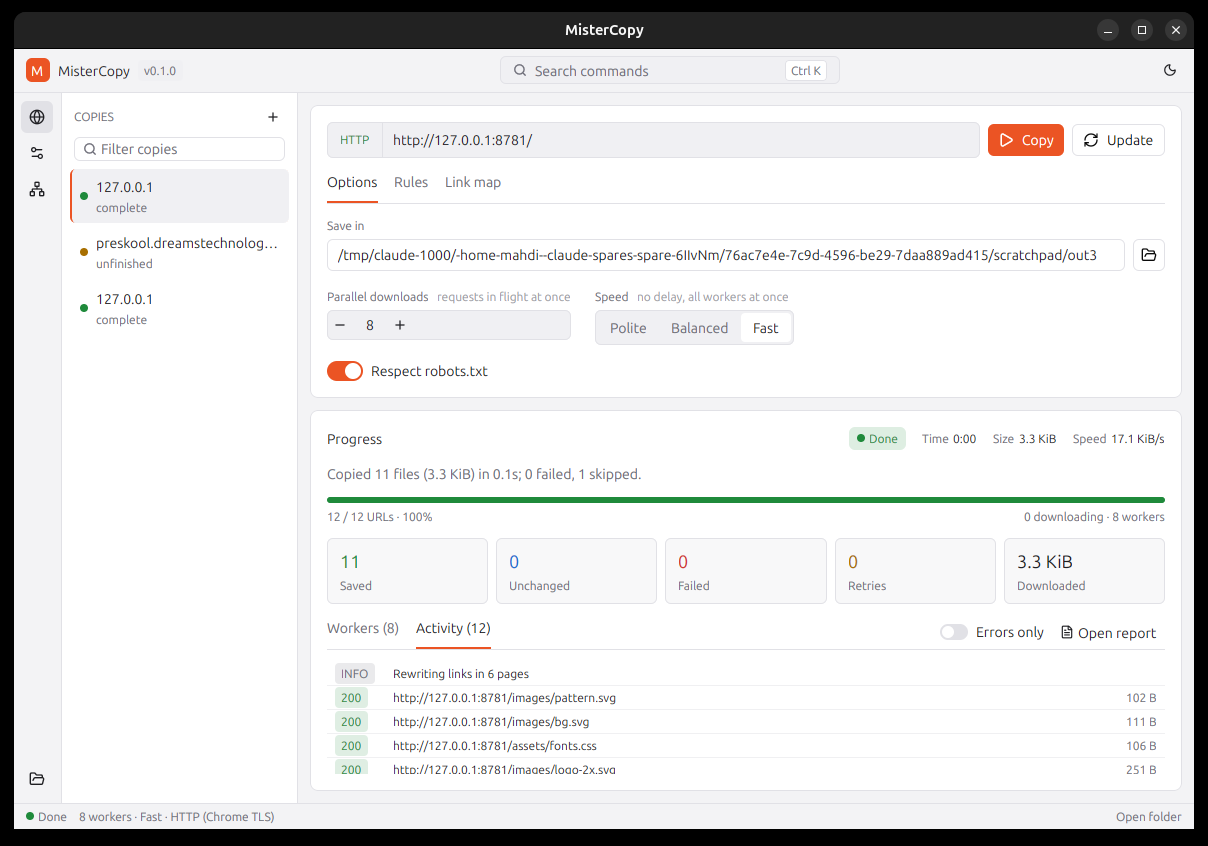 MisterCopy
M MisterCopy v0.1.0
Search commands Ctrl K
COPIES
Filter copies
127.0.0.1
complete
preskool.dreamstechnolog...
unfinished
127.0.0.1
complete
HTTP http://127.0.0.1:8781/
Copy Update
Options Rules Link map
Save in
/tmp/claude-1000/-home-mahdi--claude-spares-spare-6IIvNm/76ac7e4e-7c9d-4596-be29-7daa889ad415/scratchpad/out3
Parallel downloads requests in flight at once
8
Speed no delay, all workers at once
Polite Balanced Fast
Respect robots.txt
Progress
Done Time 0:00 Size 3.3 KiB Speed 17.1 KiB/s
Copied 11 files (3.3 KiB) in 0.1s; 0 failed, 1 skipped.
12 / 12 URLs · 100% 0 downloading · 8 workers
11
Saved
0
Unchanged
0
Failed
0
Retries
3.3 KiB
Downloaded
Workers (8) Activity (12)
Errors only Open report
INFO Rewriting links in 6 pages
200 http://127.0.0.1:8781/images/pattern.svg 102 B
200 http://127.0.0.1:8781/images/bg.svg 111 B
200 http://127.0.0.1:8781/assets/fonts.css 106 B
200 http://127.0.0.1:8781/images/logo-2x.svg 251 B
Done 8 workers · Fast · HTTP (Chrome TLS) Open folder